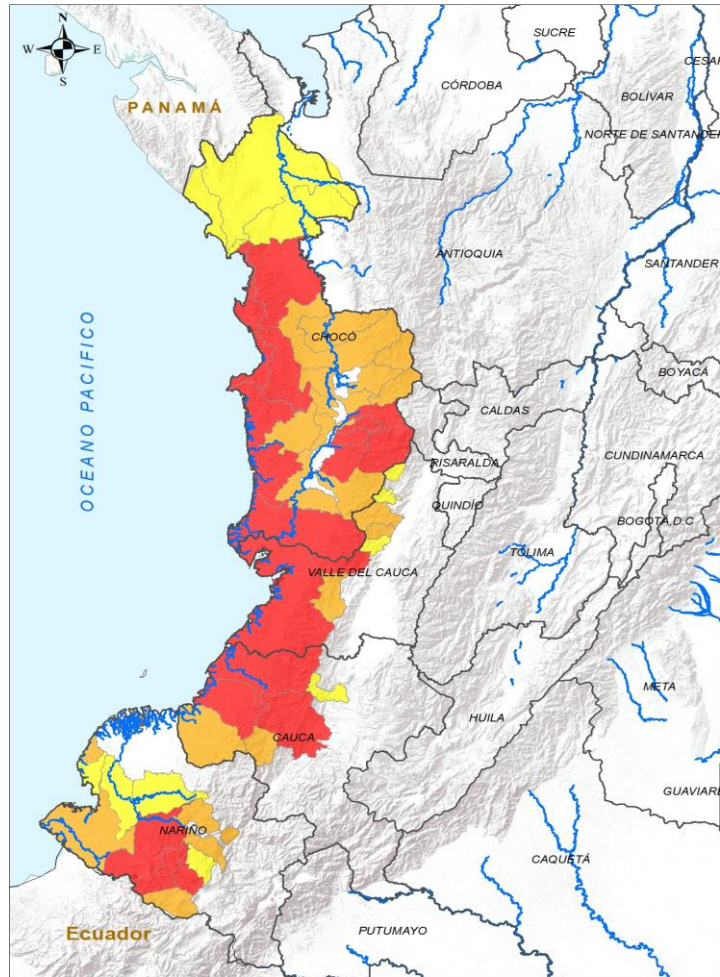 N
W E
S
PANAMÁ
SUCRE
CÓRDOBA
CESAR
BOLÍVAR
NORTE DE SANTANDER
ANTIOQUIA
SANTANDER
OCEANO PACIFICO
CHOCÓ
BOYACÁ
CALDAS
CUNDINAMARCA
RISARALDA
QUINDÍO
BOGOTÁ, D.C
TOLIMA
VALLE DEL CAUCA
META
HUILA
CAUCA
GUAVIARE
NARIÑO
CAQUETÁ
Ecuador
PUTUMAYO